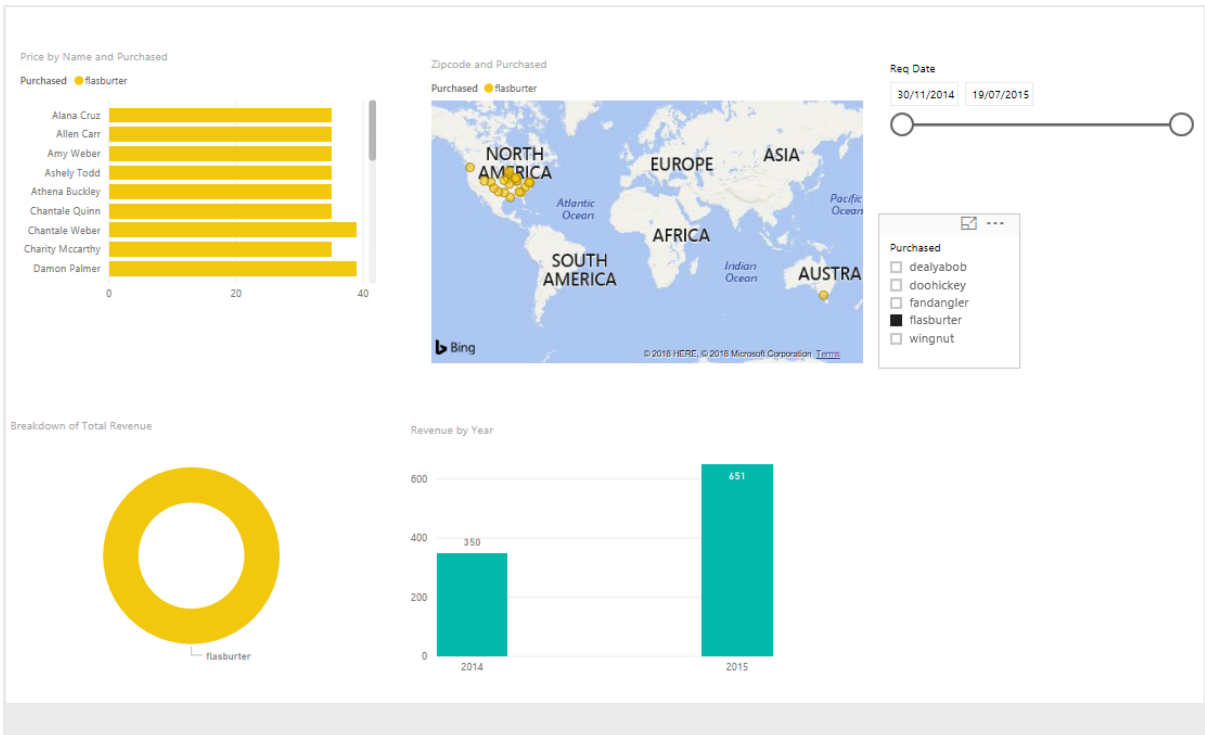 Price by Name and Purchased
Purchased flasburter
Alana Cruz
Allen Carr
Amy Weber
Ashely Todd
Athena Buckley
Chantale Quinn
Chantale Weber
Charity Mccarthy
Damon Palmer
0 20 40
Zipcode and Purchased
Purchased flasburter
NORTH
AMERICA
EUROPE
ASIA
Atlantic
Ocean
Pacific
Ocean
AFRICA
SOUTH
AMERICA
Indian
Ocean
AUSTRA
Bing
© 2018 HERE, © 2018 Microsoft Corporation Terms
Req Date
30/11/2014 19/07/2015
Purchased
dealyabob
doohickey
fandangler
flasburter
wingnut
Breakdown of Total Revenue
flasburter
Revenue by Year
600
400
200
0
350
651
2014 2015